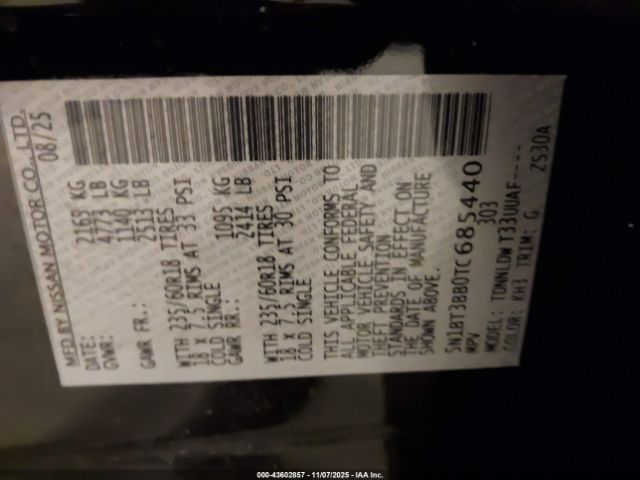 MFD BY NISSAN MOTOR CO., LTD.
DATE: 08/25
GVWR: 2165 KG
4773 LB
GAWR FR.: 1140 KG
2513 LB
WITH 235/60R18 TIRES
18 X 7.5 RIMS AT 33 PSI
COLD SINGLE
GAWR RR.: 1095 KG
2414 LB
WITH 235/60R18 TIRES
18 X 7.5 RIMS AT 30 PSI
COLD SINGLE
THIS VEHICLE CONFORMS TO
ALL APPLICABLE FEDERAL
MOTOR VEHICLE SAFETY AND
THEFT PREVENTION
STANDARDS IN EFFECT ON
THE DATE OF MANUFACTURE
SHOWN ABOVE.
5N1BT3BB0TC685440
MPV 303
MODEL: TDNNLDW T33UUAF----
COLOR: KH3 TRIM: G ZS30A
000-43602857 - 11/07/2025 - IAA Inc.